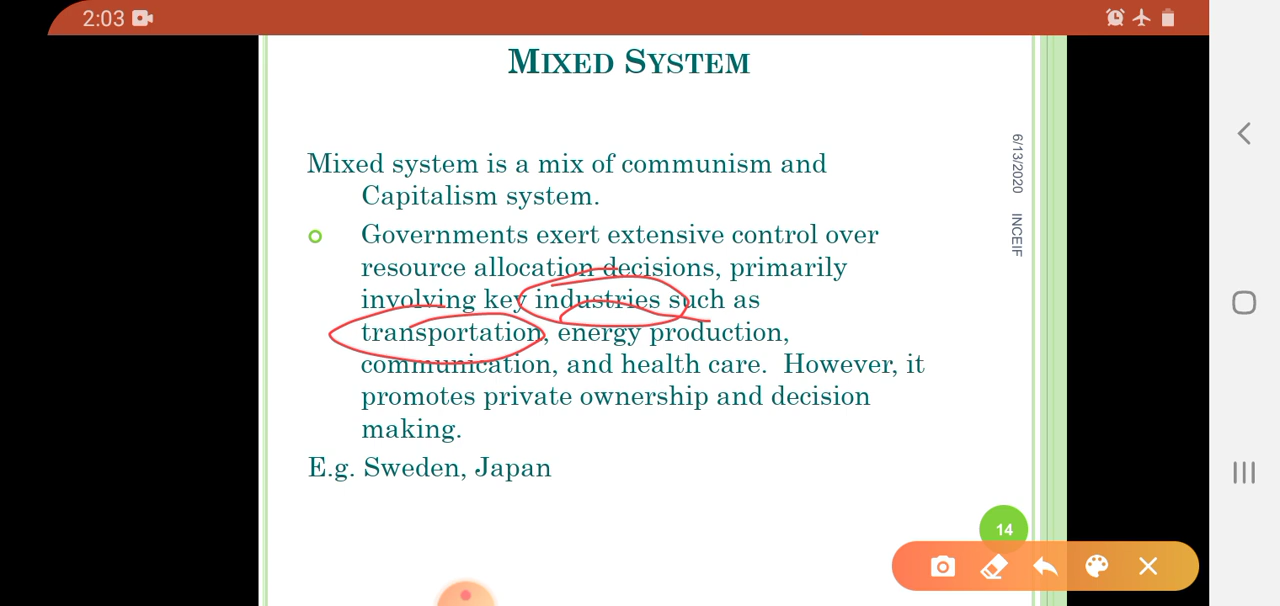 2:03
MIXED SYSTEM
Mixed system is a mix of communism and
Capitalism system.
Governments exert extensive control over
resource allocation decisions, primarily
involving key industries such as
transportation, energy production,
communication, and health care. However, it
promotes private ownership and decision
making.
E.g. Sweden, Japan
6/13/2020 INCEIF
14